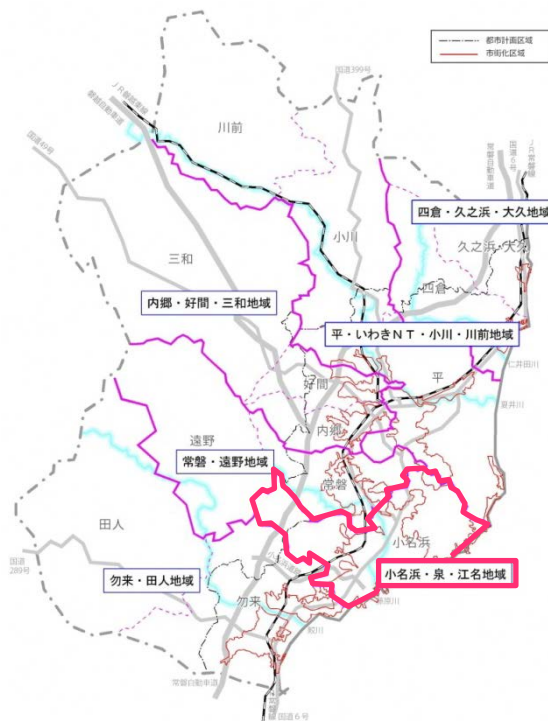 都市計画区域
市街化区域
国道399号
JR磐越東線
磐越自動車道
川前
国道49号
常磐自動車道
国道6号
JR常磐線
四倉・久之浜・大久地域
小川
久之浜・大久
三和
四倉
内郷・好間・三和地域
平・いわきNT・小川・川前地域
仁井田川
平
好間
夏井川
内郷
遠野
常磐・遠野地域
常磐
田人
小名浜
国道
289号
勿来・田人地域
小名浜・泉・江名地域
勿来
鮫川
常磐自動車道
国道6号